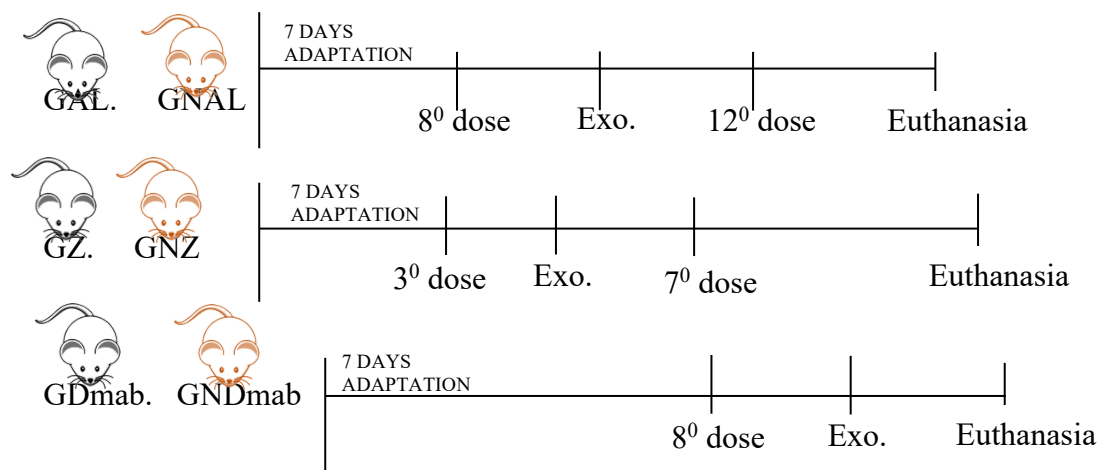 7 DAYS
ADAPTATION
GAL. GNAL
8⁰ dose Exo. 12⁰ dose Euthanasia
7 DAYS
ADAPTATION
GZ. GNZ
3⁰ dose Exo. 7⁰ dose Euthanasia
7 DAYS
ADAPTATION
GDmab. GNDmab
8⁰ dose Exo. Euthanasia